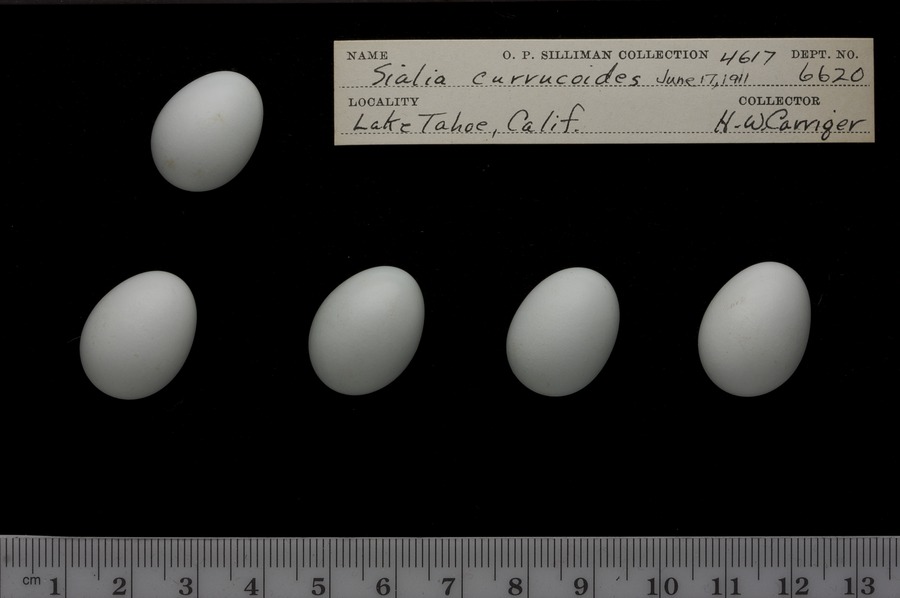 NAME O. P. SILLIMAN COLLECTION 4617 DEPT. NO.
Sialia currucoides June 17, 1911 6620
LOCALITY COLLECTOR
Lake Tahoe, Calif. H. W. Carriger
cm 1 2 3 4 5 6 7 8 9 10 11 12 13